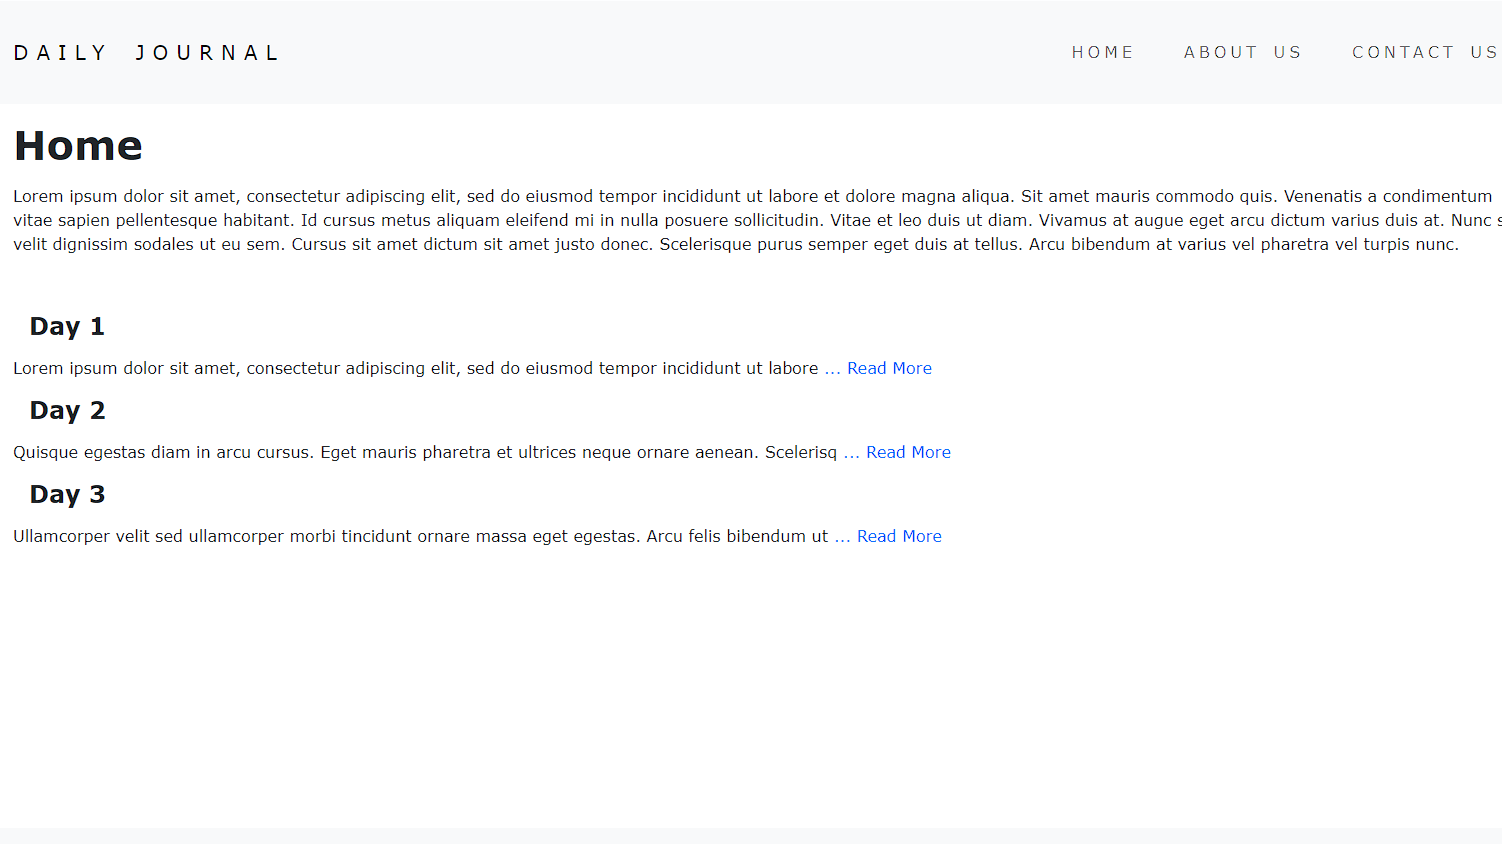 DAILY JOURNAL
HOME ABOUT US CONTACT US
Home
Lorem ipsum dolor sit amet, consectetur adipiscing elit, sed do eiusmod tempor incididunt ut labore et dolore magna aliqua. Sit amet mauris commodo quis. Venenatis a condimentum
vitae sapien pellentesque habitant. Id cursus metus aliquam eleifend mi in nulla posuere sollicitudin. Vitae et leo duis ut diam. Vivamus at augue eget arcu dictum varius duis at. Nunc
velit dignissim sodales ut eu sem. Cursus sit amet dictum sit amet justo donec. Scelerisque purus semper eget duis at tellus. Arcu bibendum at varius vel pharetra vel turpis nunc.
Day 1
Lorem ipsum dolor sit amet, consectetur adipiscing elit, sed do eiusmod tempor incididunt ut labore ... Read More
Day 2
Quisque egestas diam in arcu cursus. Eget mauris pharetra et ultrices neque ornare aenean. Scelerisq ... Read More
Day 3
Ullamcorper velit sed ullamcorper morbi tincidunt ornare massa eget egestas. Arcu felis bibendum ut ... Read More